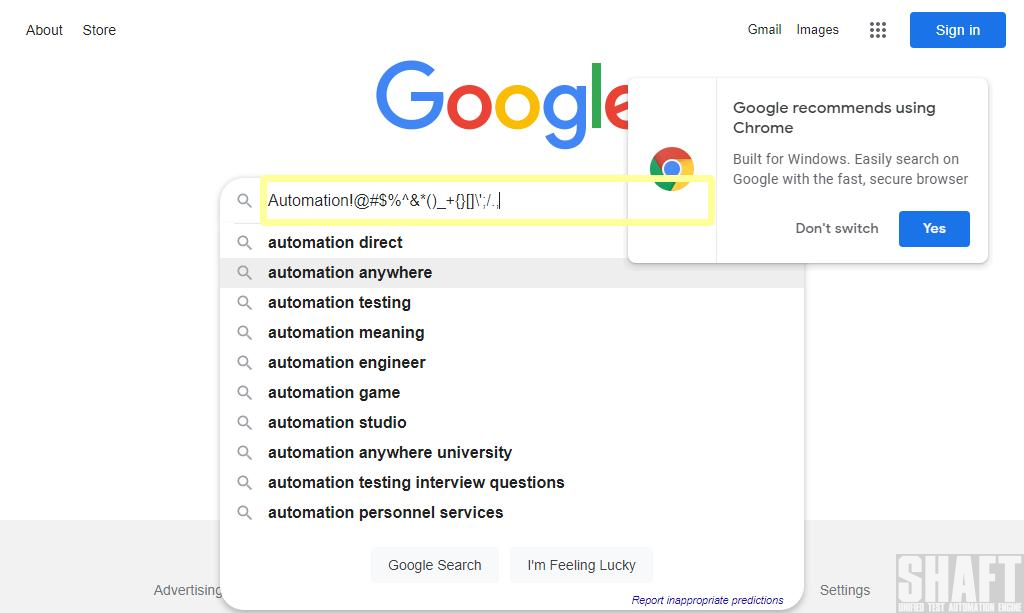 About Store
Gmail Images
Sign in
Google
Google recommends using
Chrome
Built for Windows. Easily search on
Google with the fast, secure browser
Don't switch
Yes
Automation!@#$%^&*()_+{}[]\';/.,
automation direct
automation anywhere
automation testing
automation meaning
automation engineer
automation game
automation studio
automation anywhere university
automation testing interview questions
automation personnel services
Google Search
I'm Feeling Lucky
Report inappropriate predictions
Advertising
Settings
SHAFT
UNIFIED TEST AUTOMATION ENGINE